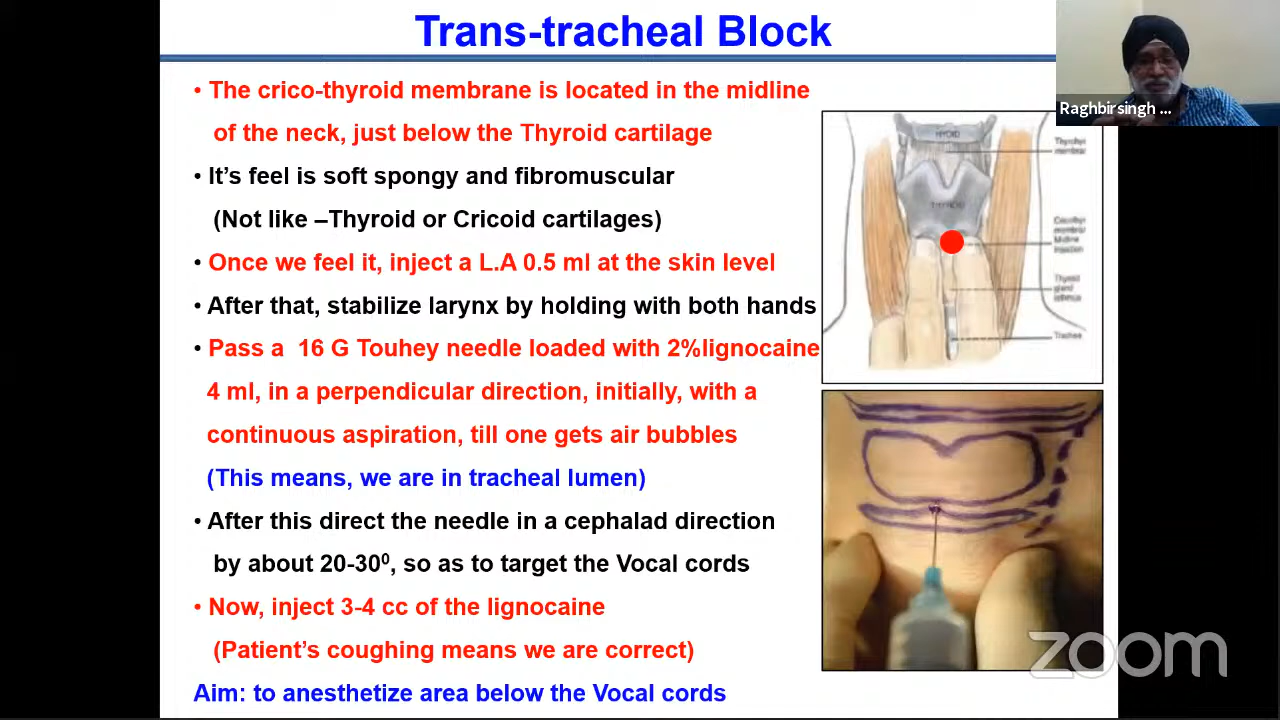 Trans-tracheal Block
Raghbirsingh ...
• The crico-thyroid membrane is located in the midline
of the neck, just below the Thyroid cartilage
• It's feel is soft spongy and fibromuscular
(Not like –Thyroid or Cricoid cartilages)
• Once we feel it, inject a L.A 0.5 ml at the skin level
• After that, stabilize larynx by holding with both hands
• Pass a 16 G Touhey needle loaded with 2%lignocaine
4 ml, in a perpendicular direction, initially, with a
continuous aspiration, till one gets air bubbles
(This means, we are in tracheal lumen)
• After this direct the needle in a cephalad direction
by about 20-30⁰, so as to target the Vocal cords
• Now, inject 3-4 cc of the lignocaine
(Patient's coughing means we are correct)
Aim: to anesthetize area below the Vocal cords
HYOID
THYROID
Thyroid
gland
Trachea
zoom